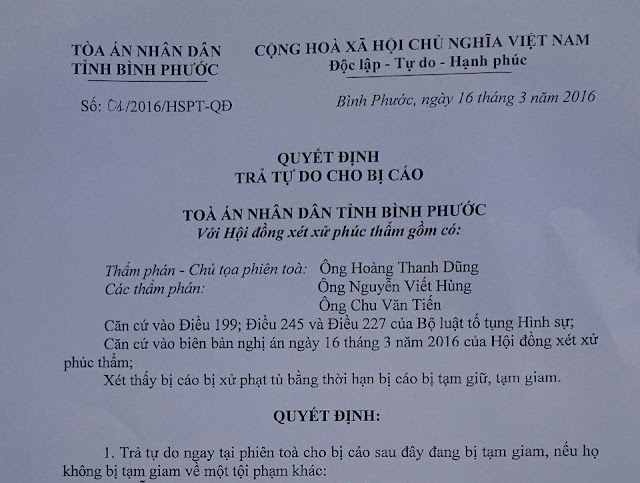 TÒA ÁN NHÂN DÂN
TỈNH BÌNH PHƯỚC
CỘNG HOÀ XÃ HỘI CHỦ NGHĨA VIỆT NAM
Độc lập - Tự do - Hạnh phúc
Số: 01/2016/HSPT-QĐ
Bình Phước, ngày 16 tháng 3 năm 2016
QUYẾT ĐỊNH
TRẢ TỰ DO CHO BỊ CÁO
TOÀ ÁN NHÂN DÂN TỈNH BÌNH PHƯỚC
Với Hội đồng xét xử phúc thẩm gồm có:
Thẩm phán - Chủ tọa phiên toà: Ông Hoàng Thanh Dũng
Các thẩm phán: Ông Nguyễn Viết Hùng
Ông Chu Văn Tiến
Căn cứ vào Điều 199; Điều 245 và Điều 227 của Bộ luật tố tụng Hình sự;
Căn cứ vào biên bản nghị án ngày 16 tháng 3 năm 2016 của Hội đồng xét xử
phúc thẩm;
Xét thấy bị cáo bị xử phạt tù bằng thời hạn bị cáo bị tạm giữ, tạm giam.
QUYẾT ĐỊNH:
1. Trả tự do ngay tại phiên toà cho bị cáo sau đây đang bị tạm giam, nếu họ
không bị tạm giam về một tội phạm khác: